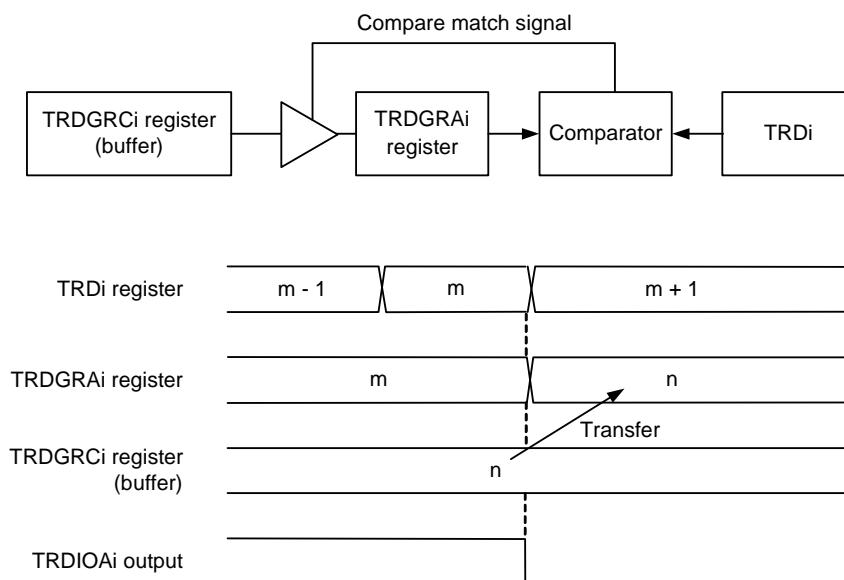 Compare match signal
TRDGRCi register
(buffer)
TRDGRAi
register
Comparator
TRDi
TRDi register
m - 1
m
m + 1
TRDGRAi register
m
n
Transfer
TRDGRCi register
(buffer)
n
TRDIOAi output